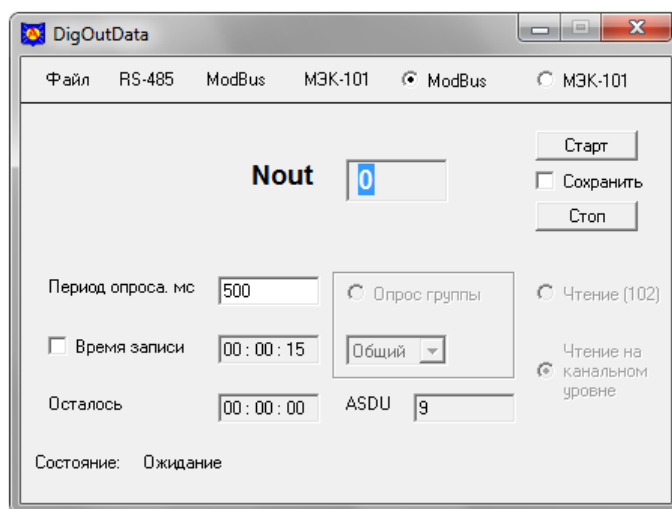 DigOutData
Файл RS-485 ModBus МЭК-101 ModBus МЭК-101
Старт
Nout 0
Сохранить
Стоп
Период опроса. мс 500
Опрос группы
Чтение (102)
Время записи 00 : 00 : 15
Общий
Чтение на
канальном
уровне
Осталось 00 : 00 : 00
ASDU 9
Состояние: Ожидание